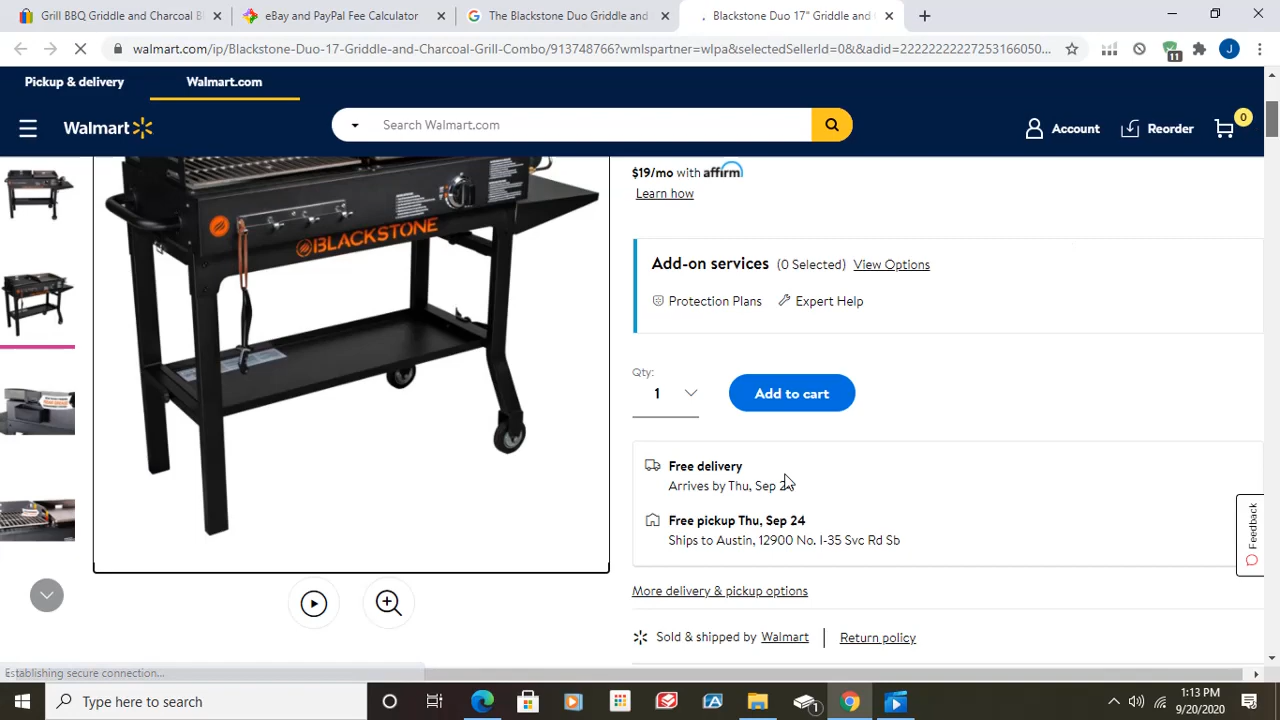 Grill BBQ Griddle and Charcoal Bl
eBay and PayPal Fee Calculator
The Blackstone Duo Griddle and
Blackstone Duo 17" Griddle and
walmart.com/ip/Blackstone-Duo-17-Griddle-and-Charcoal-Grill-Combo/913748766?wmlspartner=wlpa&selectedSellerId=0&&adid=22222222227253166050...
11
J
Pickup & delivery
Walmart.com
Walmart
Search Walmart.com
Account
Reorder
0
$19/mo with affirm
Learn how
BLACKSTONE
Add-on services (0 Selected) View Options
Protection Plans
Expert Help
Qty:
1
Add to cart
Free delivery
Arrives by Thu, Sep
Free pickup Thu, Sep 24
Ships to Austin, 12900 No. I-35 Svc Rd Sb
Feedback
More delivery & pickup options
Sold & shipped by Walmart
Return policy
Establishing secure connection...
Type here to search
1
1:13 PM
9/20/2020